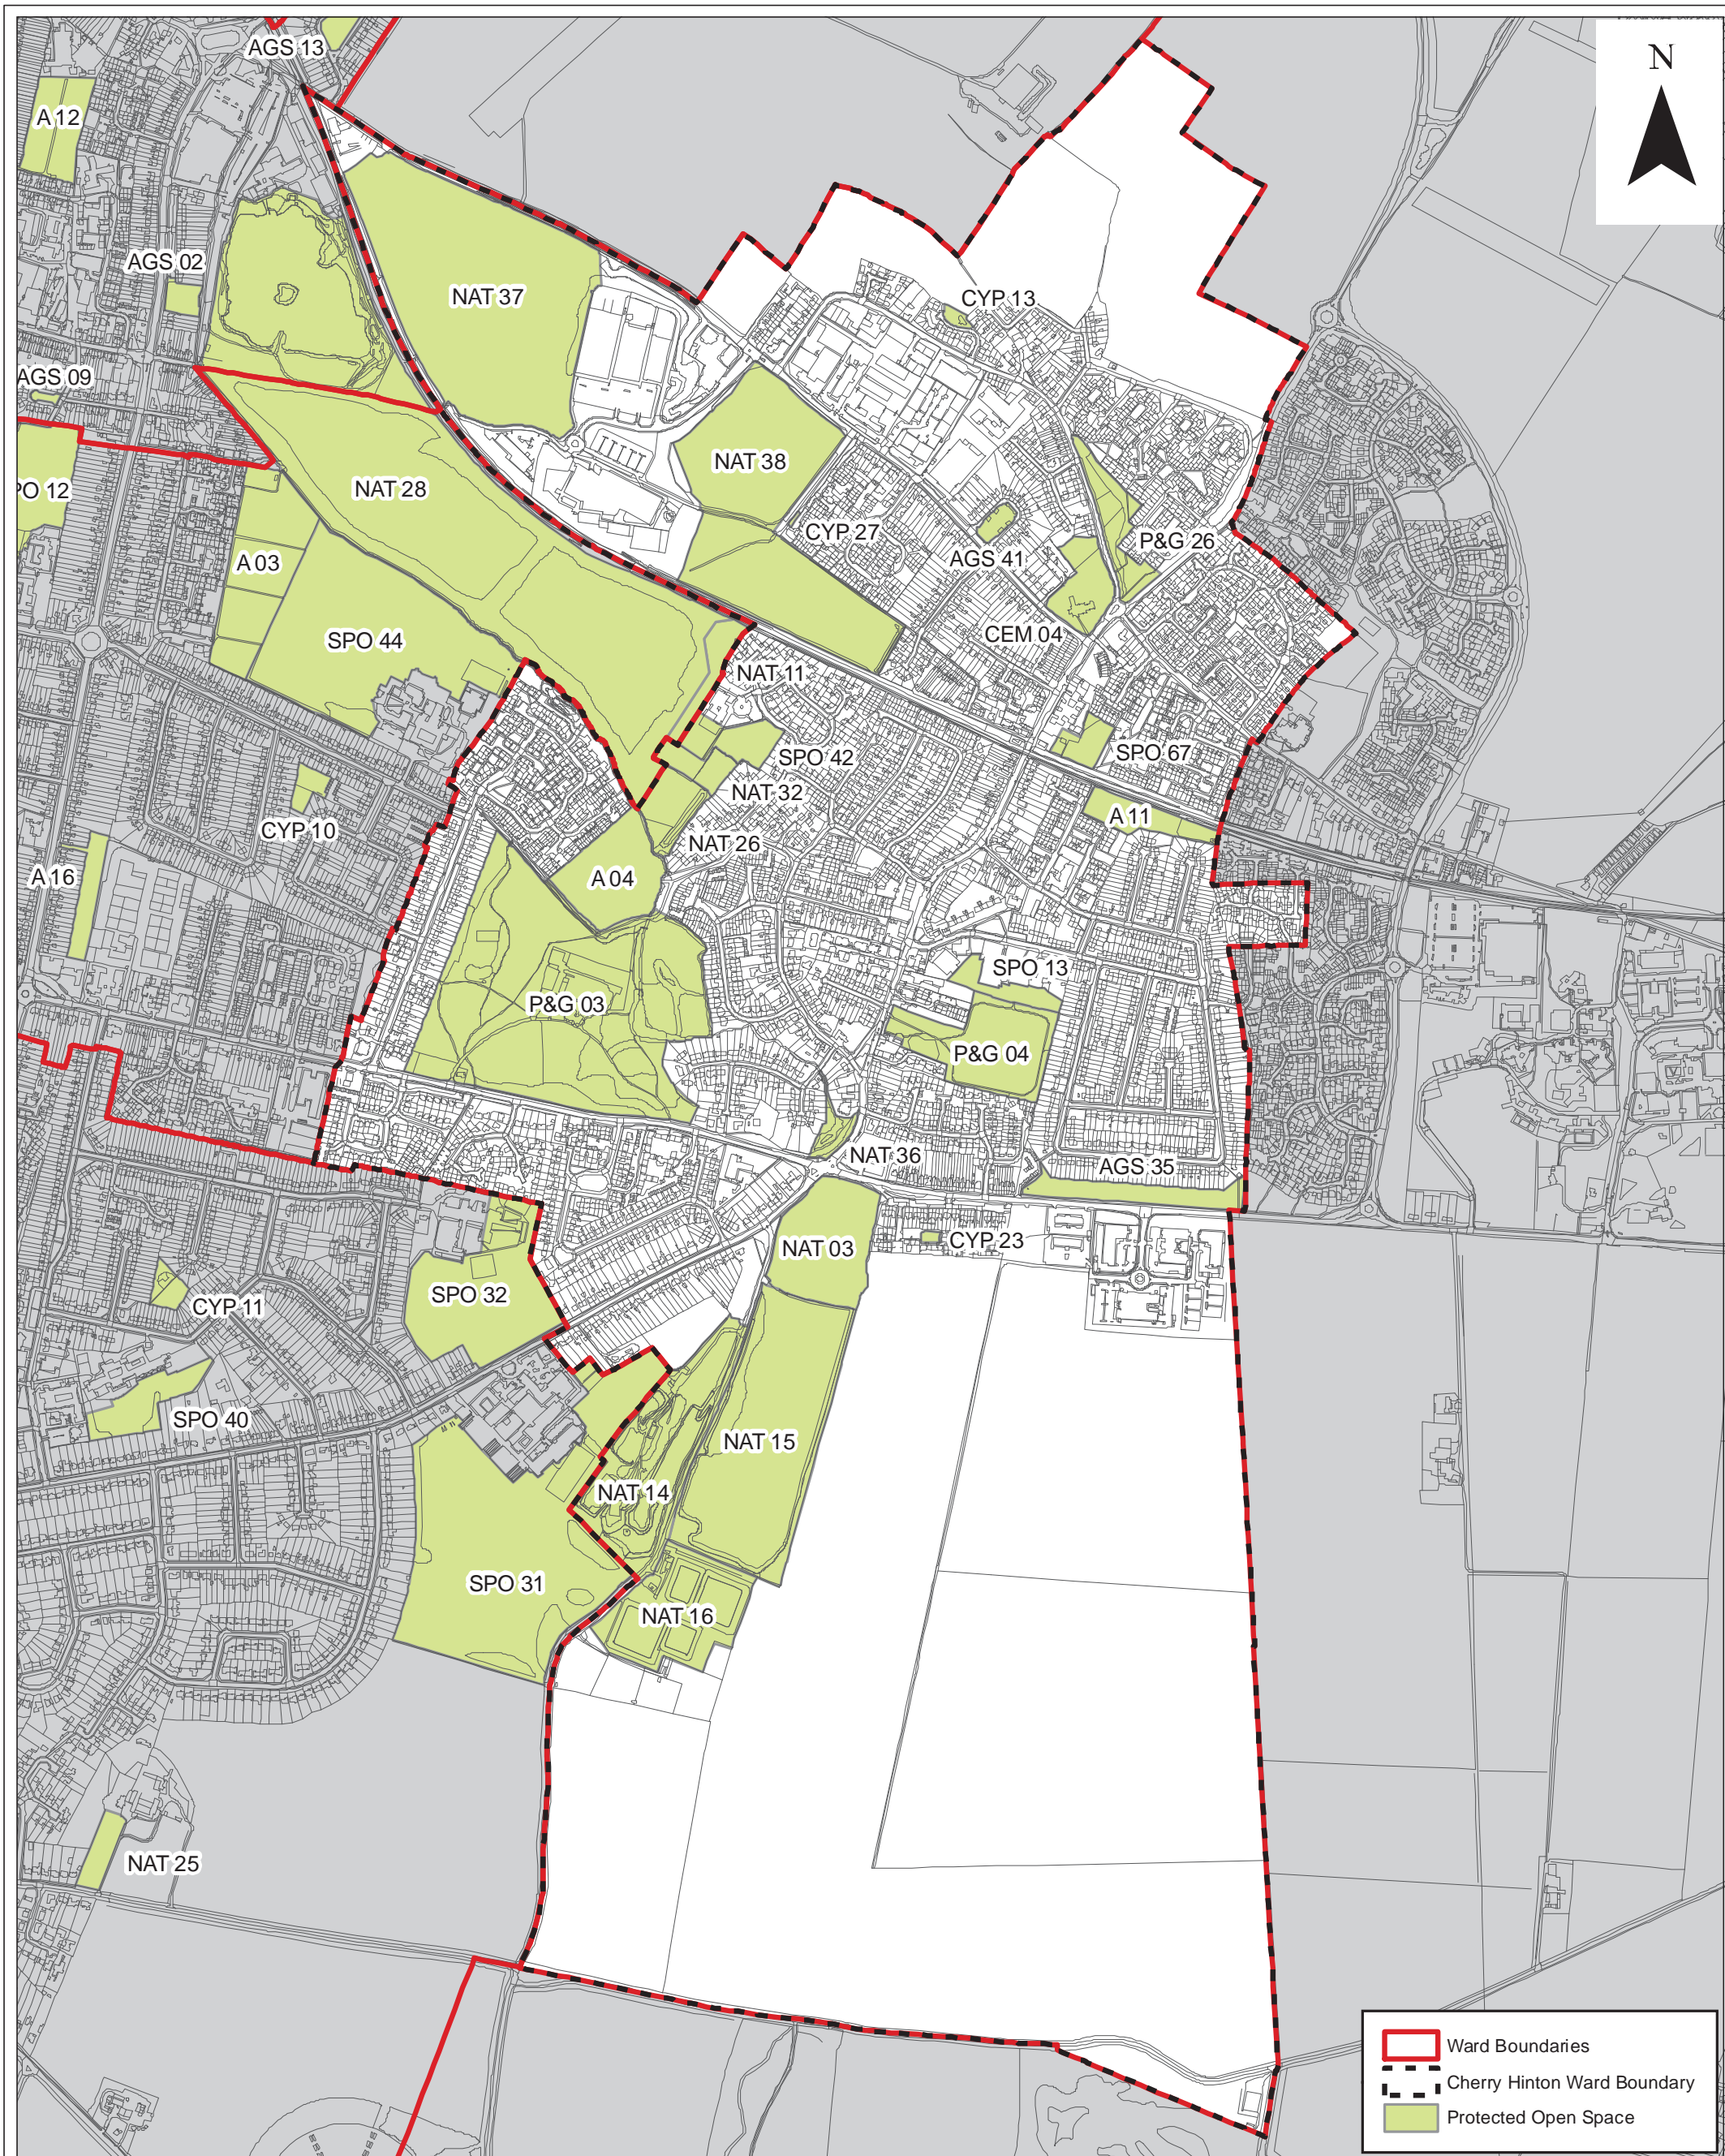 AGS 13
N
A 12
AGS 02
NAT 37
CYP 13
AGS 09
NAT 38
PO 12
NAT 28
CYP 27
AGS 41
P&G 26
A 03
SPO 44
CEM 04
NAT 11
SPO 42
SPO 67
NAT 32
A 11
CYP 10
NAT 26
A 16
A 04
SPO 13
P&G 03
P&G 04
NAT 36
AGS 35
NAT 03
CYP 23
SPO 32
CYP 11
SPO 40
NAT 15
NAT 14
SPO 31
NAT 16
NAT 25
Ward Boundaries
Cherry Hinton Ward Boundary
Protected Open Space